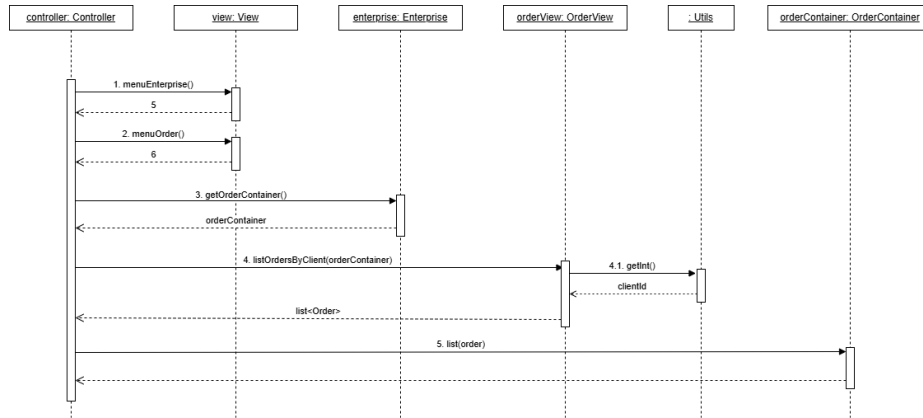 controller: Controller
view: View
enterprise: Enterprise
orderView: OrderView
: Utils
orderContainer: OrderContainer
1. menuEnterprise()
5
2. menuOrder()
6
3. getOrderContainer()
orderContainer
4. listOrdersByClient(orderContainer)
4.1. getInt()
clientId
list<Order>
5. list(order)